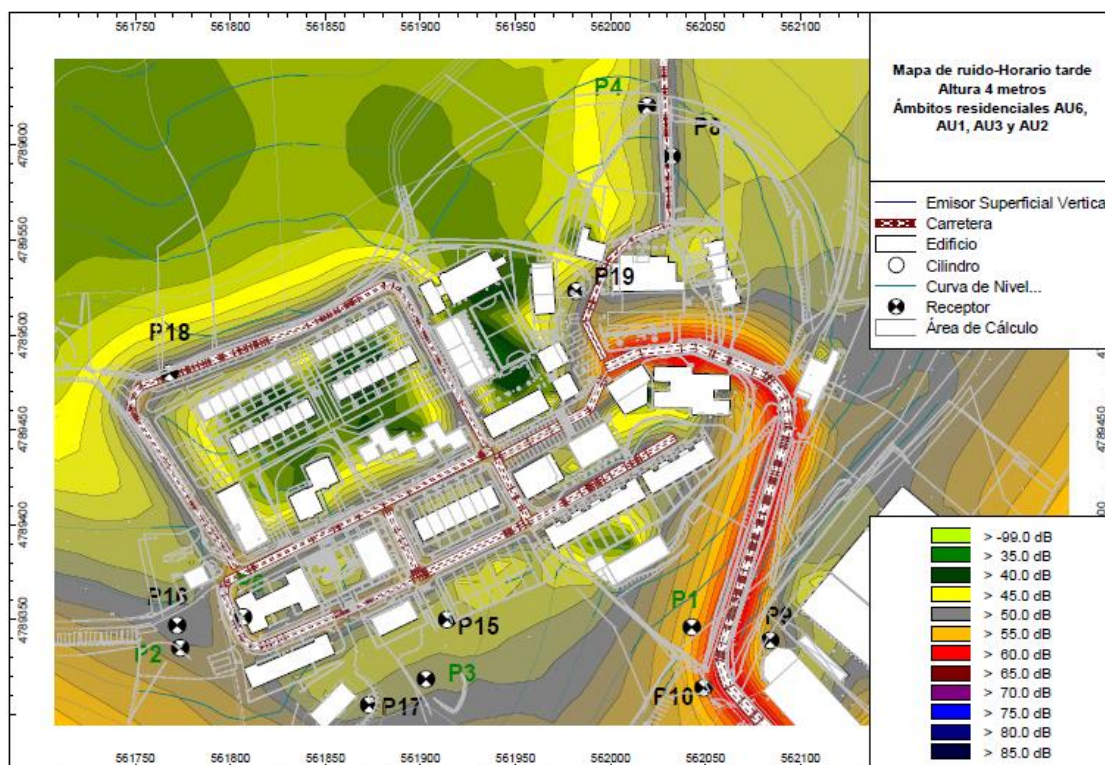 561750 561800 561850 561900 561950 562000 562050 562100
Mapa de ruido-Horario tarde
Altura 4 metros
Ámbitos residenciales AU6,
AU1, AU3 y AU2
Emisor Superficial Vertica
Carretera
Edificio
Cilindro
Curva de Nivel...
Receptor
Área de Cálculo
4789600
4789550
4789500
4789450
4789400
4789350
4789450
P4
P8
P19
P18
P16
P2
P15
P3
P17
P1
P9
P10
> -99.0 dB
> 35.0 dB
> 40.0 dB
> 45.0 dB
> 50.0 dB
> 55.0 dB
> 60.0 dB
> 65.0 dB
> 70.0 dB
> 75.0 dB
> 80.0 dB
> 85.0 dB
561750 561800 561850 561900 561950 562000 562050 562100